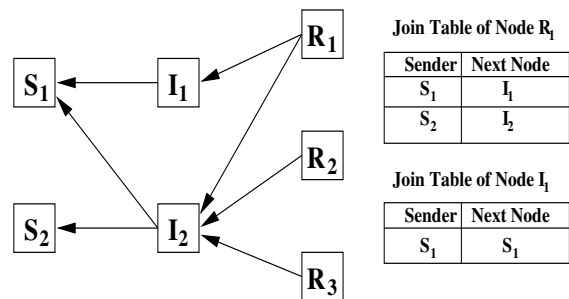 R1
Join Table of Node R1
Sender Next Node
S1 I1
S2 I2
S1 I1
R2
Join Table of Node I1
Sender Next Node
S1 S1
S2 I2
R3